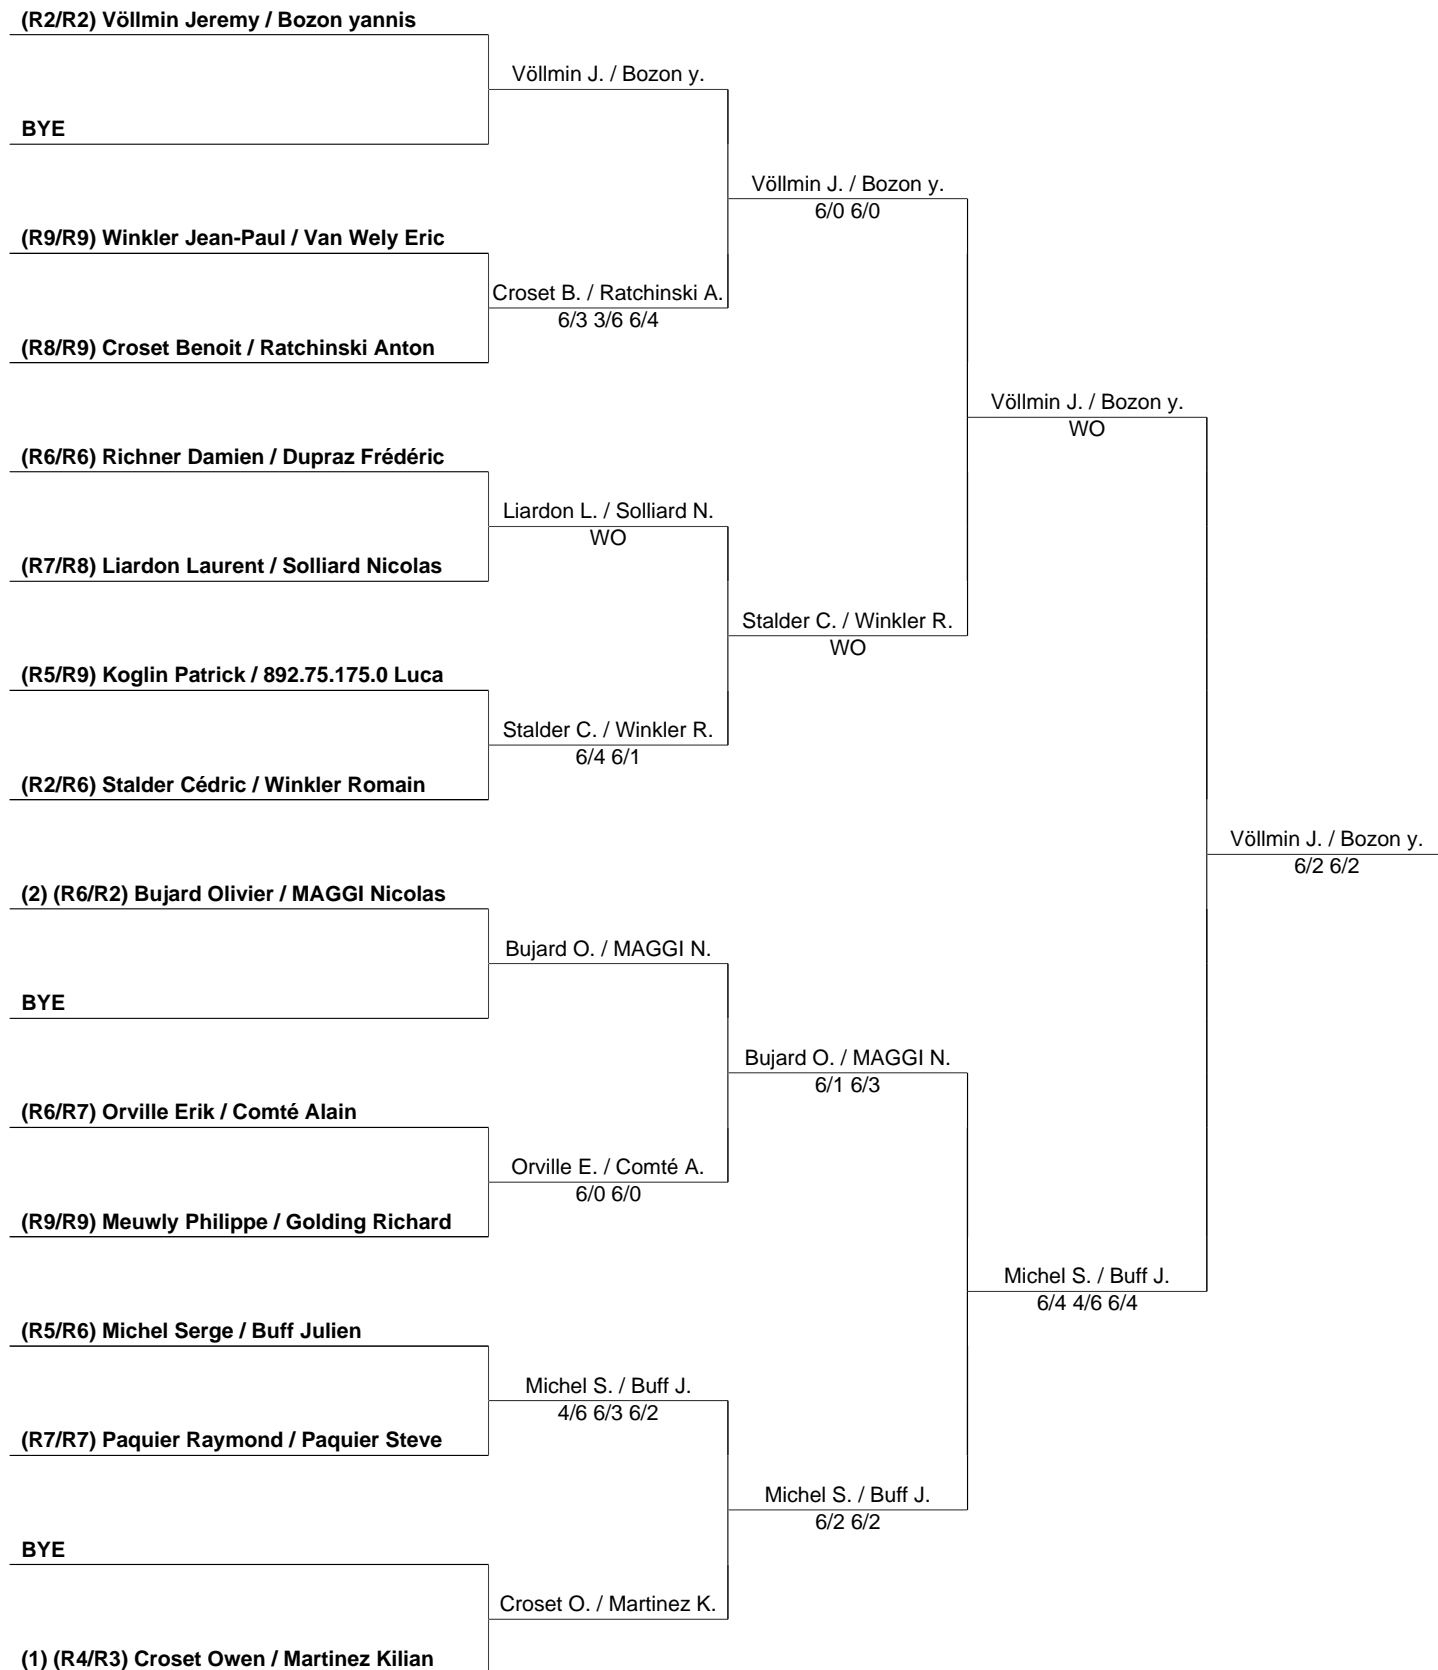 (R2/R2) Völlmin Jeremy / Bozon yannis
Völlmin J. / Bozon y.
BYE
Völlmin J. / Bozon y.
6/0 6/0
(R9/R9) Winkler Jean-Paul / Van Wely Eric
Croset B. / Ratchinski A.
6/3 3/6 6/4
(R8/R9) Croset Benoit / Ratchinski Anton
Völlmin J. / Bozon y.
WO
(R6/R6) Richner Damien / Dupraz Frédéric
Liardon L. / Solliard N.
WO
(R7/R8) Liardon Laurent / Solliard Nicolas
Stalder C. / Winkler R.
WO
(R5/R9) Koglin Patrick / 892.75.175.0 Luca
Stalder C. / Winkler R.
6/4 6/1
(R2/R6) Stalder Cédric / Winkler Romain
Völlmin J. / Bozon y.
6/2 6/2
(2) (R6/R2) Bujard Olivier / MAGGI Nicolas
Bujard O. / MAGGI N.
BYE
Bujard O. / MAGGI N.
6/1 6/3
(R6/R7) Orville Erik / Comté Alain
Orville E. / Comté A.
6/0 6/0
(R9/R9) Meuwly Philippe / Golding Richard
Michel S. / Buff J.
6/4 4/6 6/4
(R5/R6) Michel Serge / Buff Julien
Michel S. / Buff J.
4/6 6/3 6/2
(R7/R7) Paquier Raymond / Paquier Steve
Michel S. / Buff J.
6/2 6/2
BYE
Croset O. / Martinez K.
(1) (R4/R3) Croset Owen / Martinez Kilian